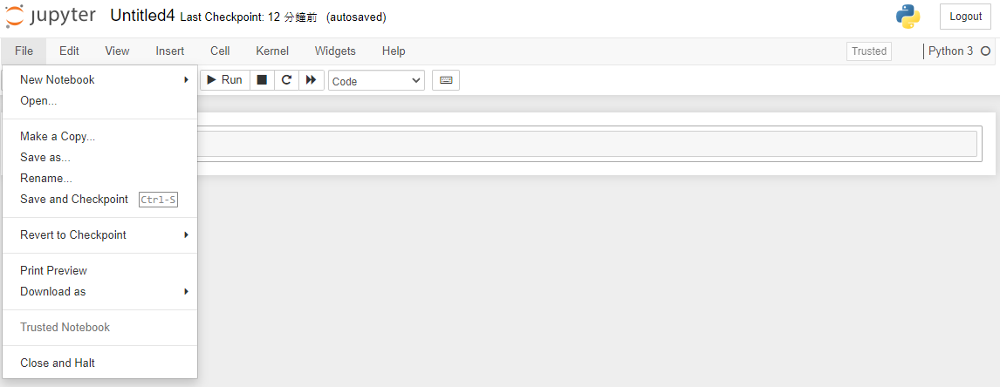 jupyter Untitled4 Last Checkpoint: 12 分鐘前 (autosaved) Logout
File Edit View Insert Cell Kernel Widgets Help Trusted Python 3
Run Code
New Notebook
Open...
Make a Copy...
Save as...
Rename...
Save and Checkpoint Ctrl-S
Revert to Checkpoint
Print Preview
Download as
Trusted Notebook
Close and Halt